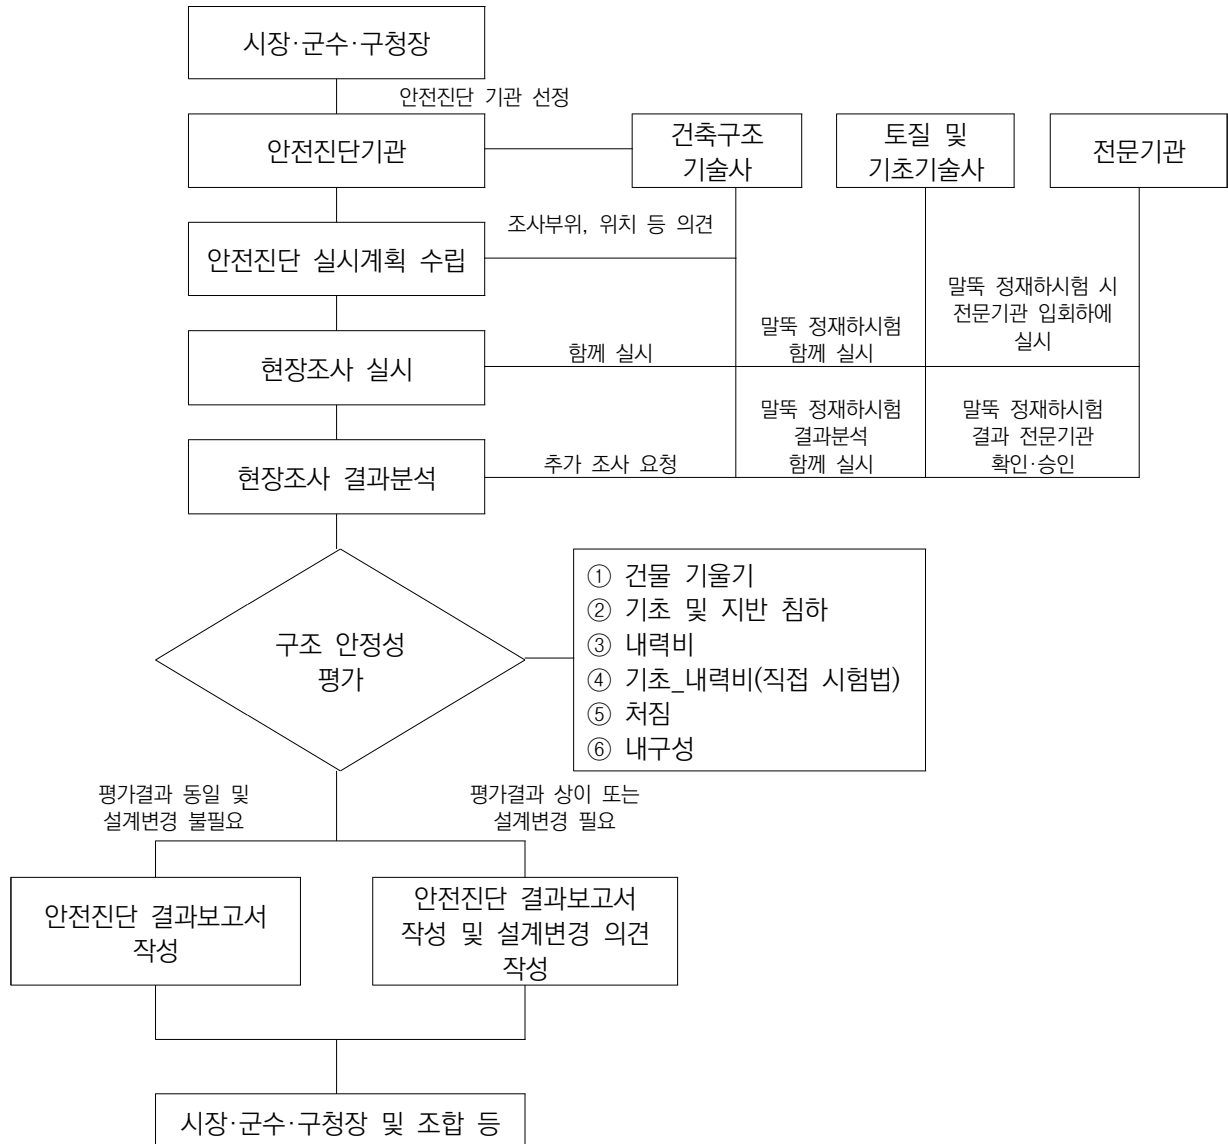 시장·군수·구청장
안전진단 기관 선정
안전진단기관
건축구조
기술사
토질 및
기초기술사
전문기관
조사부위, 위치 등 의견
안전진단 실시계획 수립
말뚝 정재하시험 시
전문기관 입회하에
실시
말뚝 정재하시험
함께 실시
함께 실시
현장조사 실시
말뚝 정재하시험
결과분석
함께 실시
말뚝 정재하시험
결과 전문기관
확인·승인
추가 조사 요청
현장조사 결과분석
구조 안정성
평가
① 건물 기울기
② 기초 및 지반 침하
③ 내력비
④ 기초_내력비(직접 시험법)
⑤ 처짐
⑥ 내구성
평가결과 동일 및
설계변경 불필요
평가결과 상이 또는
설계변경 필요
안전진단 결과보고서
작성
안전진단 결과보고서
작성 및 설계변경 의견
작성
시장·군수·구청장 및 조합 등